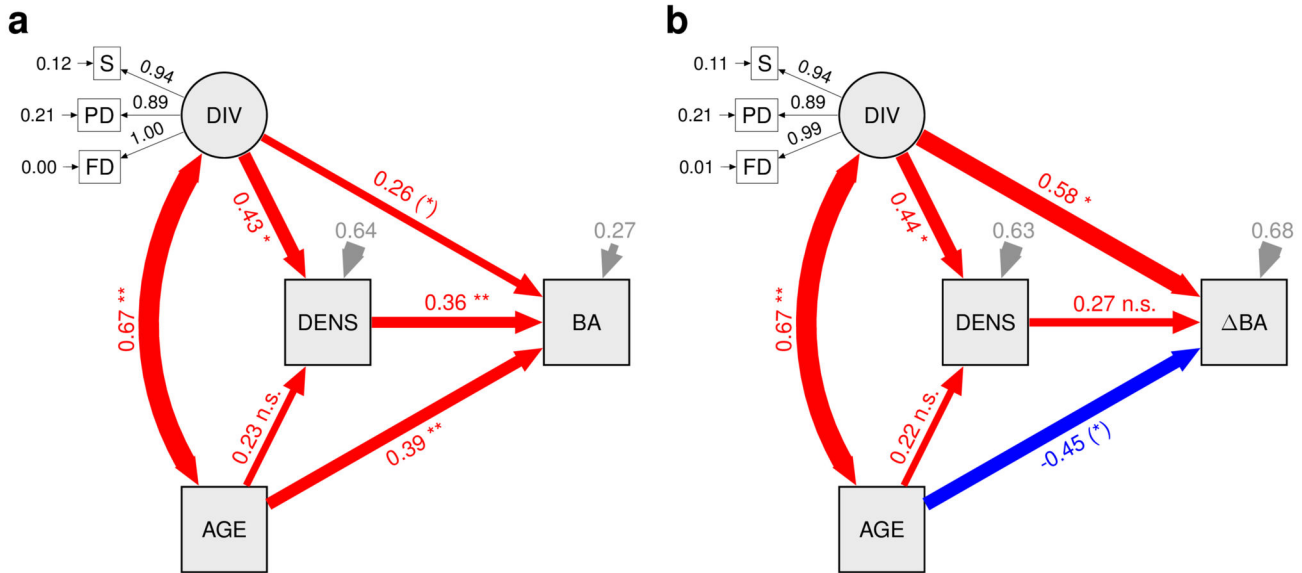 a
0.12
S
0.94
0.21
PD
0.89
DIV
1.00
0.00
FD
0.26 (*)
0.43 *
0.64
0.27
0.67 **
DENS
0.36 **
BA
0.23 n.s.
0.39 **
AGE
b
0.11
S
0.94
0.21
PD
0.89
DIV
0.99
0.01
FD
0.58 *
0.44 *
0.63
0.68
0.67 **
DENS
0.27 n.s.
ΔBA
0.22 n.s.
-0.45 (*)
AGE